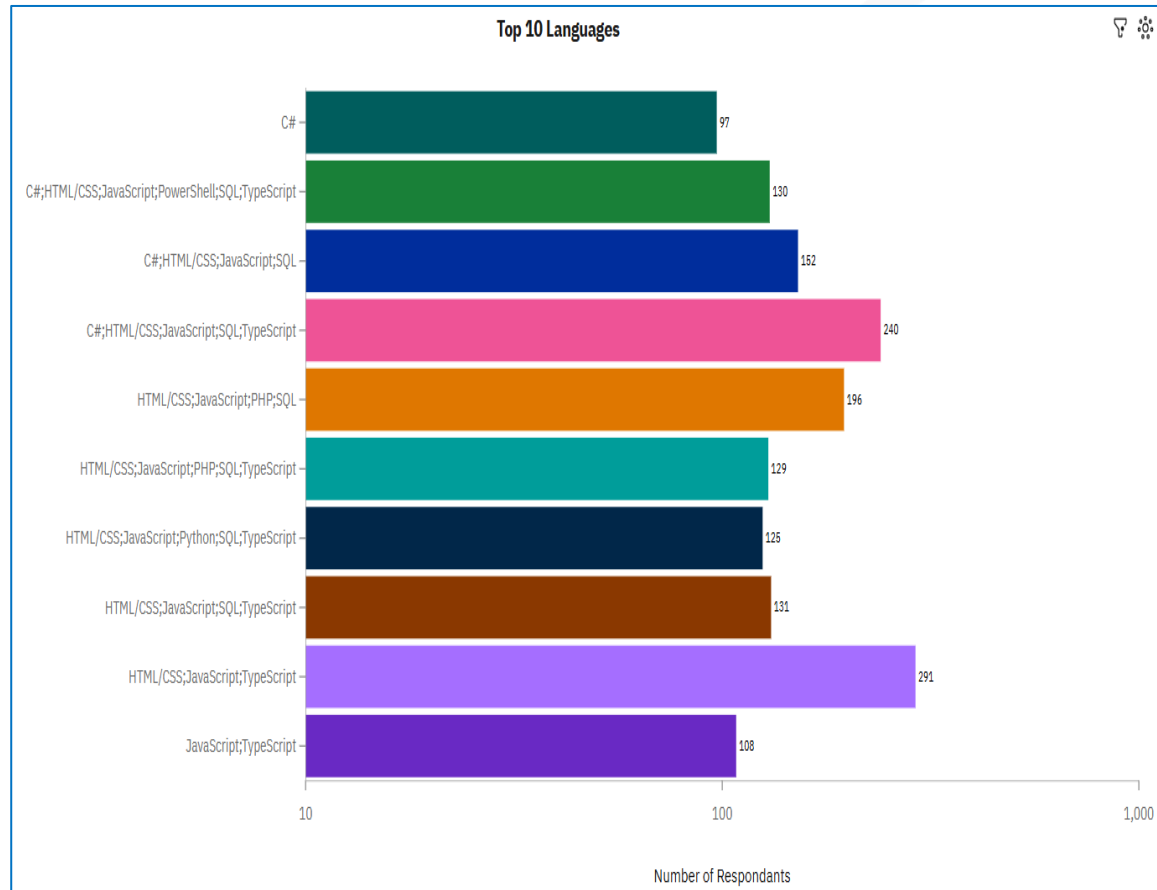 Top 10 Languages
C#
97
C#;HTML/CSS;JavaScript;PowerShell;SQL;TypeScript
130
C#;HTML/CSS;JavaScript;SQL
152
C#;HTML/CSS;JavaScript;SQL;TypeScript
240
HTML/CSS;JavaScript;PHP;SQL
196
HTML/CSS;JavaScript;PHP;SQL;TypeScript
129
HTML/CSS;JavaScript;Python;SQL;TypeScript
125
HTML/CSS;JavaScript;SQL;TypeScript
131
HTML/CSS;JavaScript;TypeScript
291
JavaScript;TypeScript
108
10 100 1,000
Number of Respondants